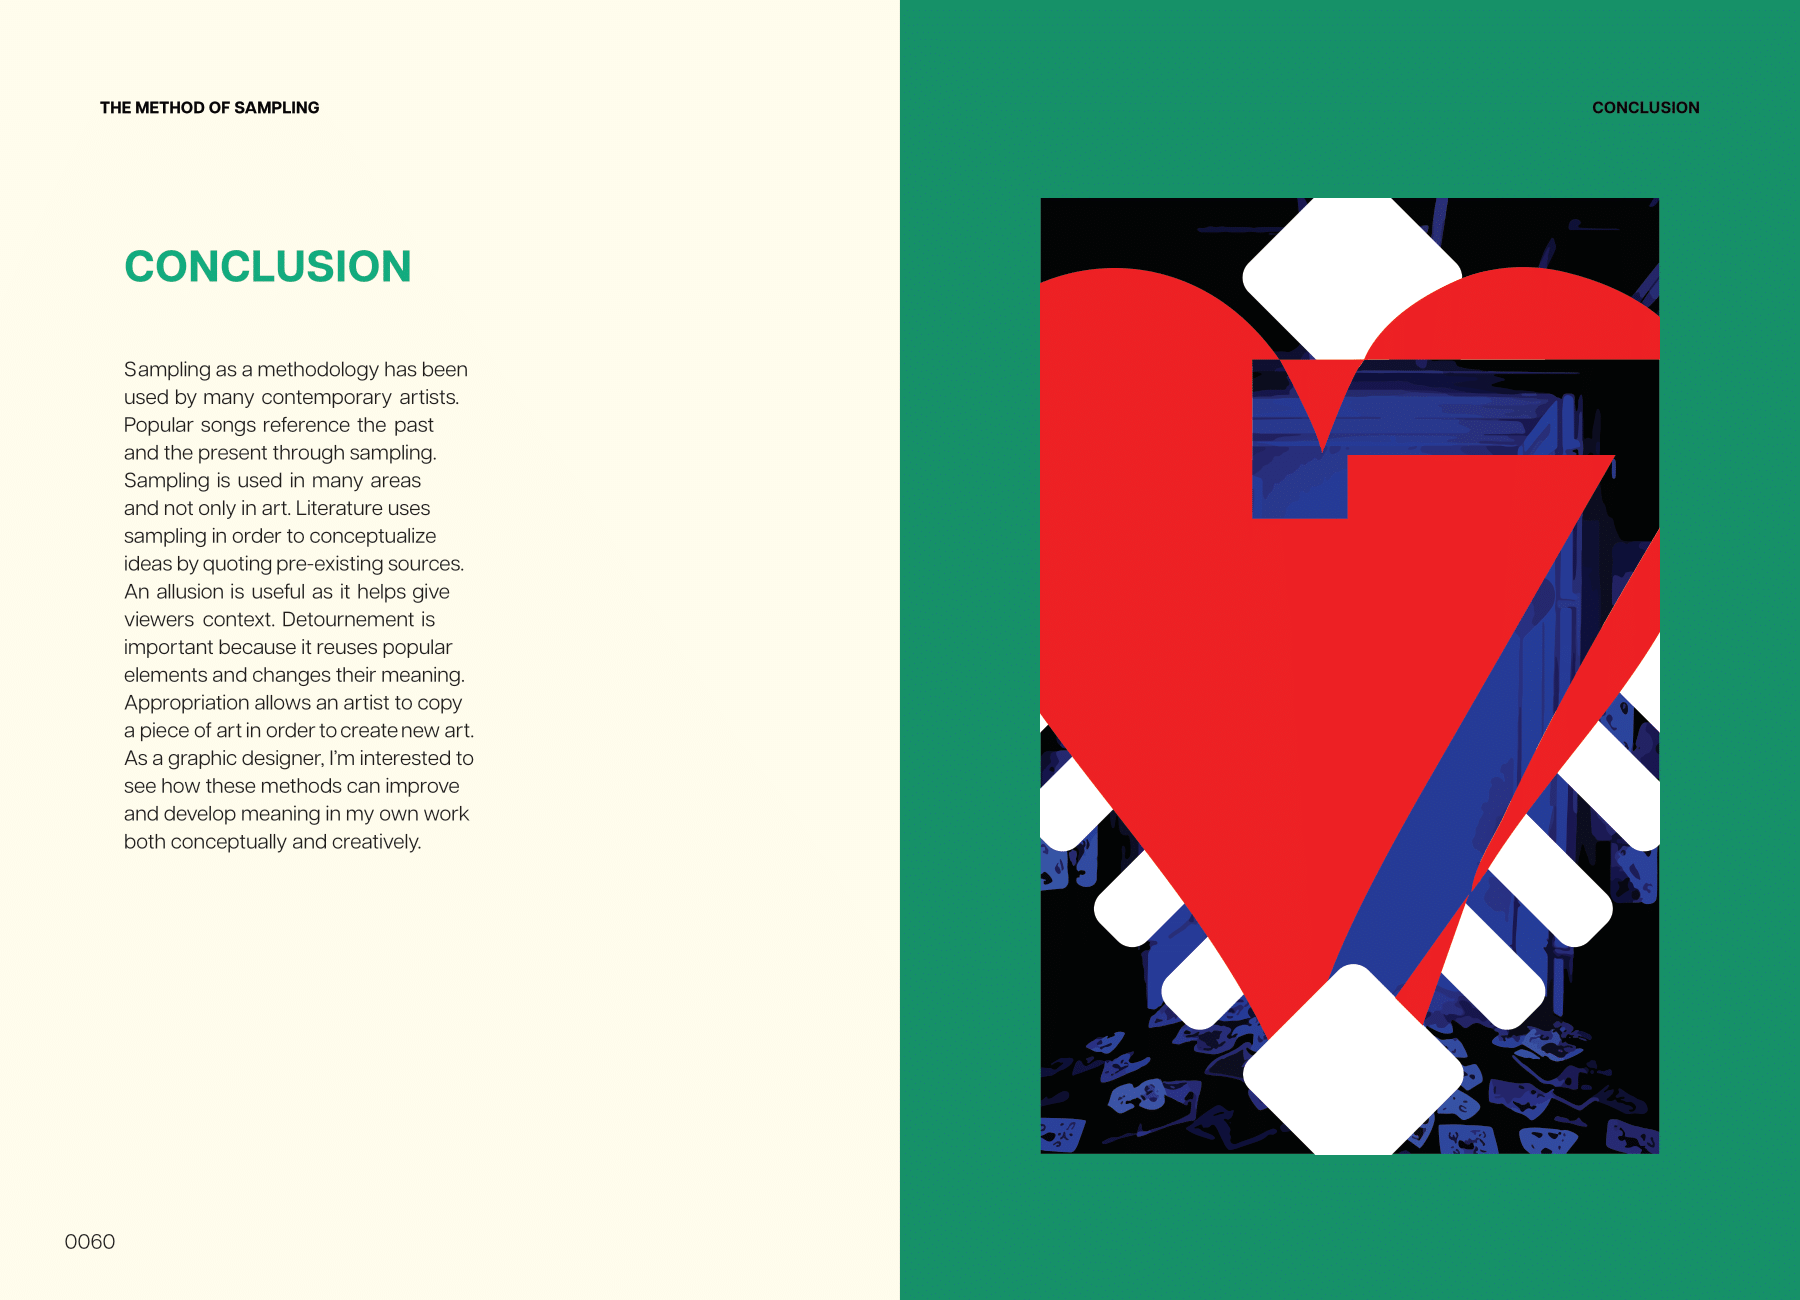 THE METHOD OF SAMPLING
CONCLUSION
Sampling as a methodology has been
used by many contemporary artists.
Popular songs reference the past
and the present through sampling.
Sampling is used in many areas
and not only in art. Literature uses
sampling in order to conceptualize
ideas by quoting pre-existing sources.
An allusion is useful as it helps give
viewers context. Detournement is
important because it reuses popular
elements and changes their meaning.
Appropriation allows an artist to copy
a piece of art in order to create new art.
As a graphic designer, I'm interested to
see how these methods can improve
and develop meaning in my own work
both conceptually and creatively.
0060
CONCLUSION
7